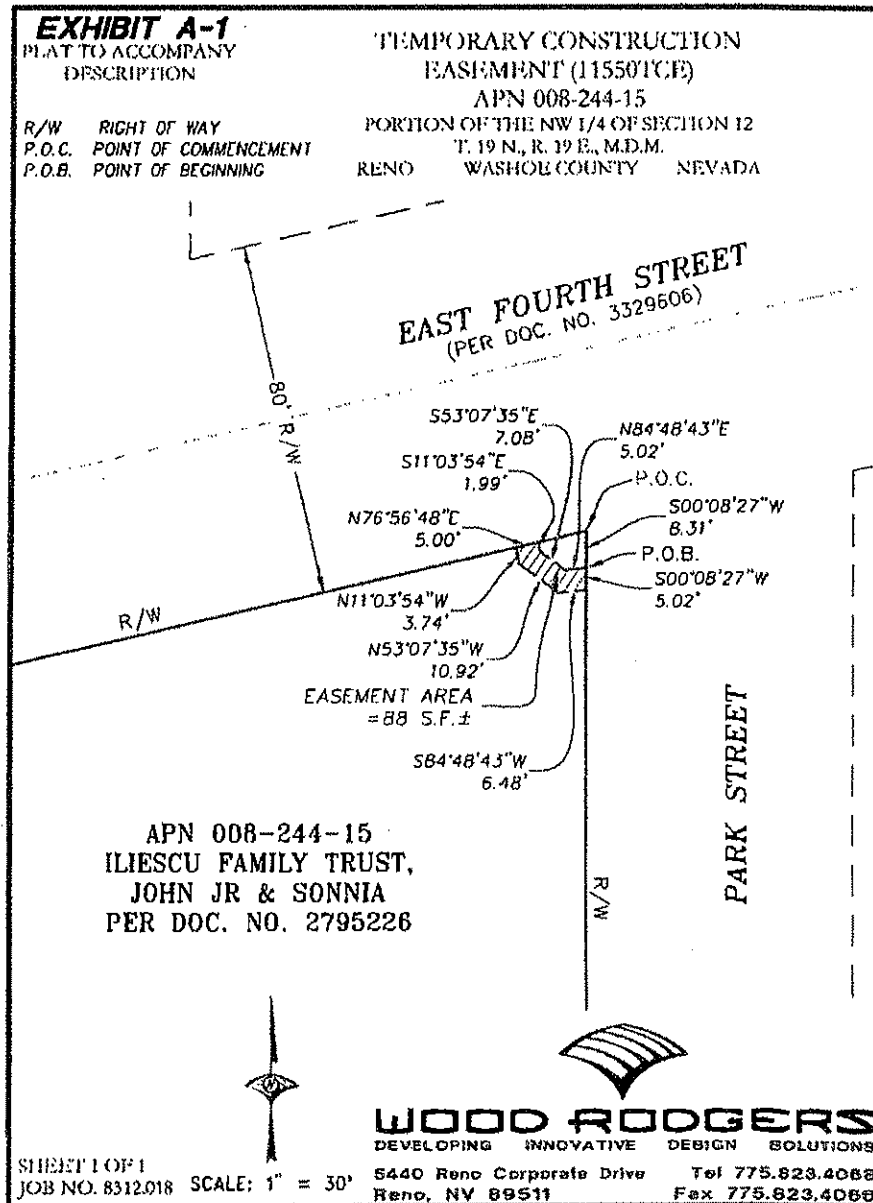 EXHIBIT A-1
PLAT TO ACCOMPANY
DESCRIPTION
TEMPORARY CONSTRUCTION
EASEMENT (11550TCE)
APN 008-244-15
PORTION OF THE NW 1/4 OF SECTION 12
T. 19 N., R. 19 E., M.D.M.
RENO WASHOE COUNTY NEVADA
R/W RIGHT OF WAY
P.O.C. POINT OF COMMENCEMENT
P.O.B. POINT OF BEGINNING
EAST FOURTH STREET
(PER DOC. NO. 3329606)
80' R/W
S53°07'35"E
7.08'
N84°48'43"E
5.02'
S11°03'54"E
1.99'
P.O.C.
S00°08'27"W
8.31'
N76°56'48"E
5.00'
P.O.B.
S00°08'27"W
5.02'
N11°03'54"W
3.74'
R/W
N53°07'35"W
10.92'
EASEMENT AREA
=88 S.F.±
S84°48'43"W
6.48'
PARK STREET
R/W
APN 008-244-15
ILIESCU FAMILY TRUST,
JOHN JR & SONNIA
PER DOC. NO. 2795226
N
WOOD RODGERS
DEVELOPING INNOVATIVE DESIGN SOLUTIONS
5440 Reno Corporate Drive Tel 775.823.4068
Reno, NV 89511 Fax 775.823.4066
SHEET 1 OF 1
JOB NO. 8312.018 SCALE: 1" = 30'